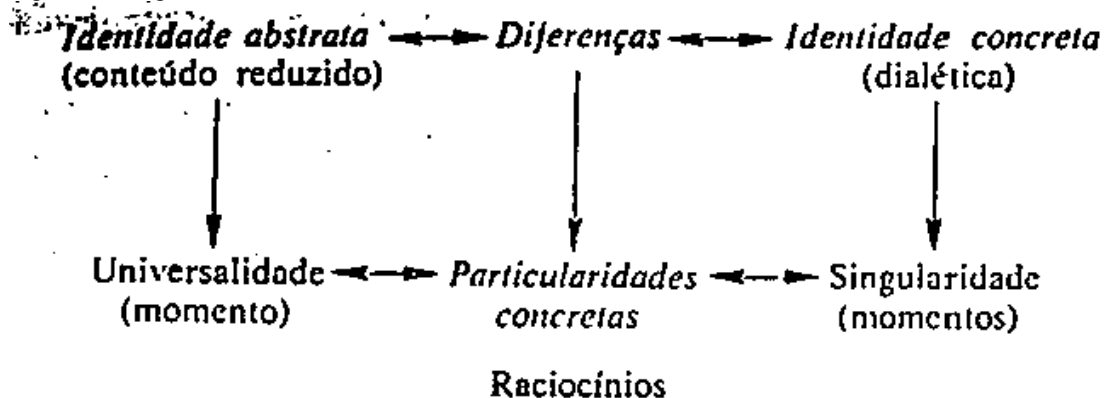 Identidade abstrata Diferenças Identidade concreta
(conteúdo reduzido) (dialética)
Universalidade Particularidades Singularidade
(momento) concretas (momentos)
Raciocínios